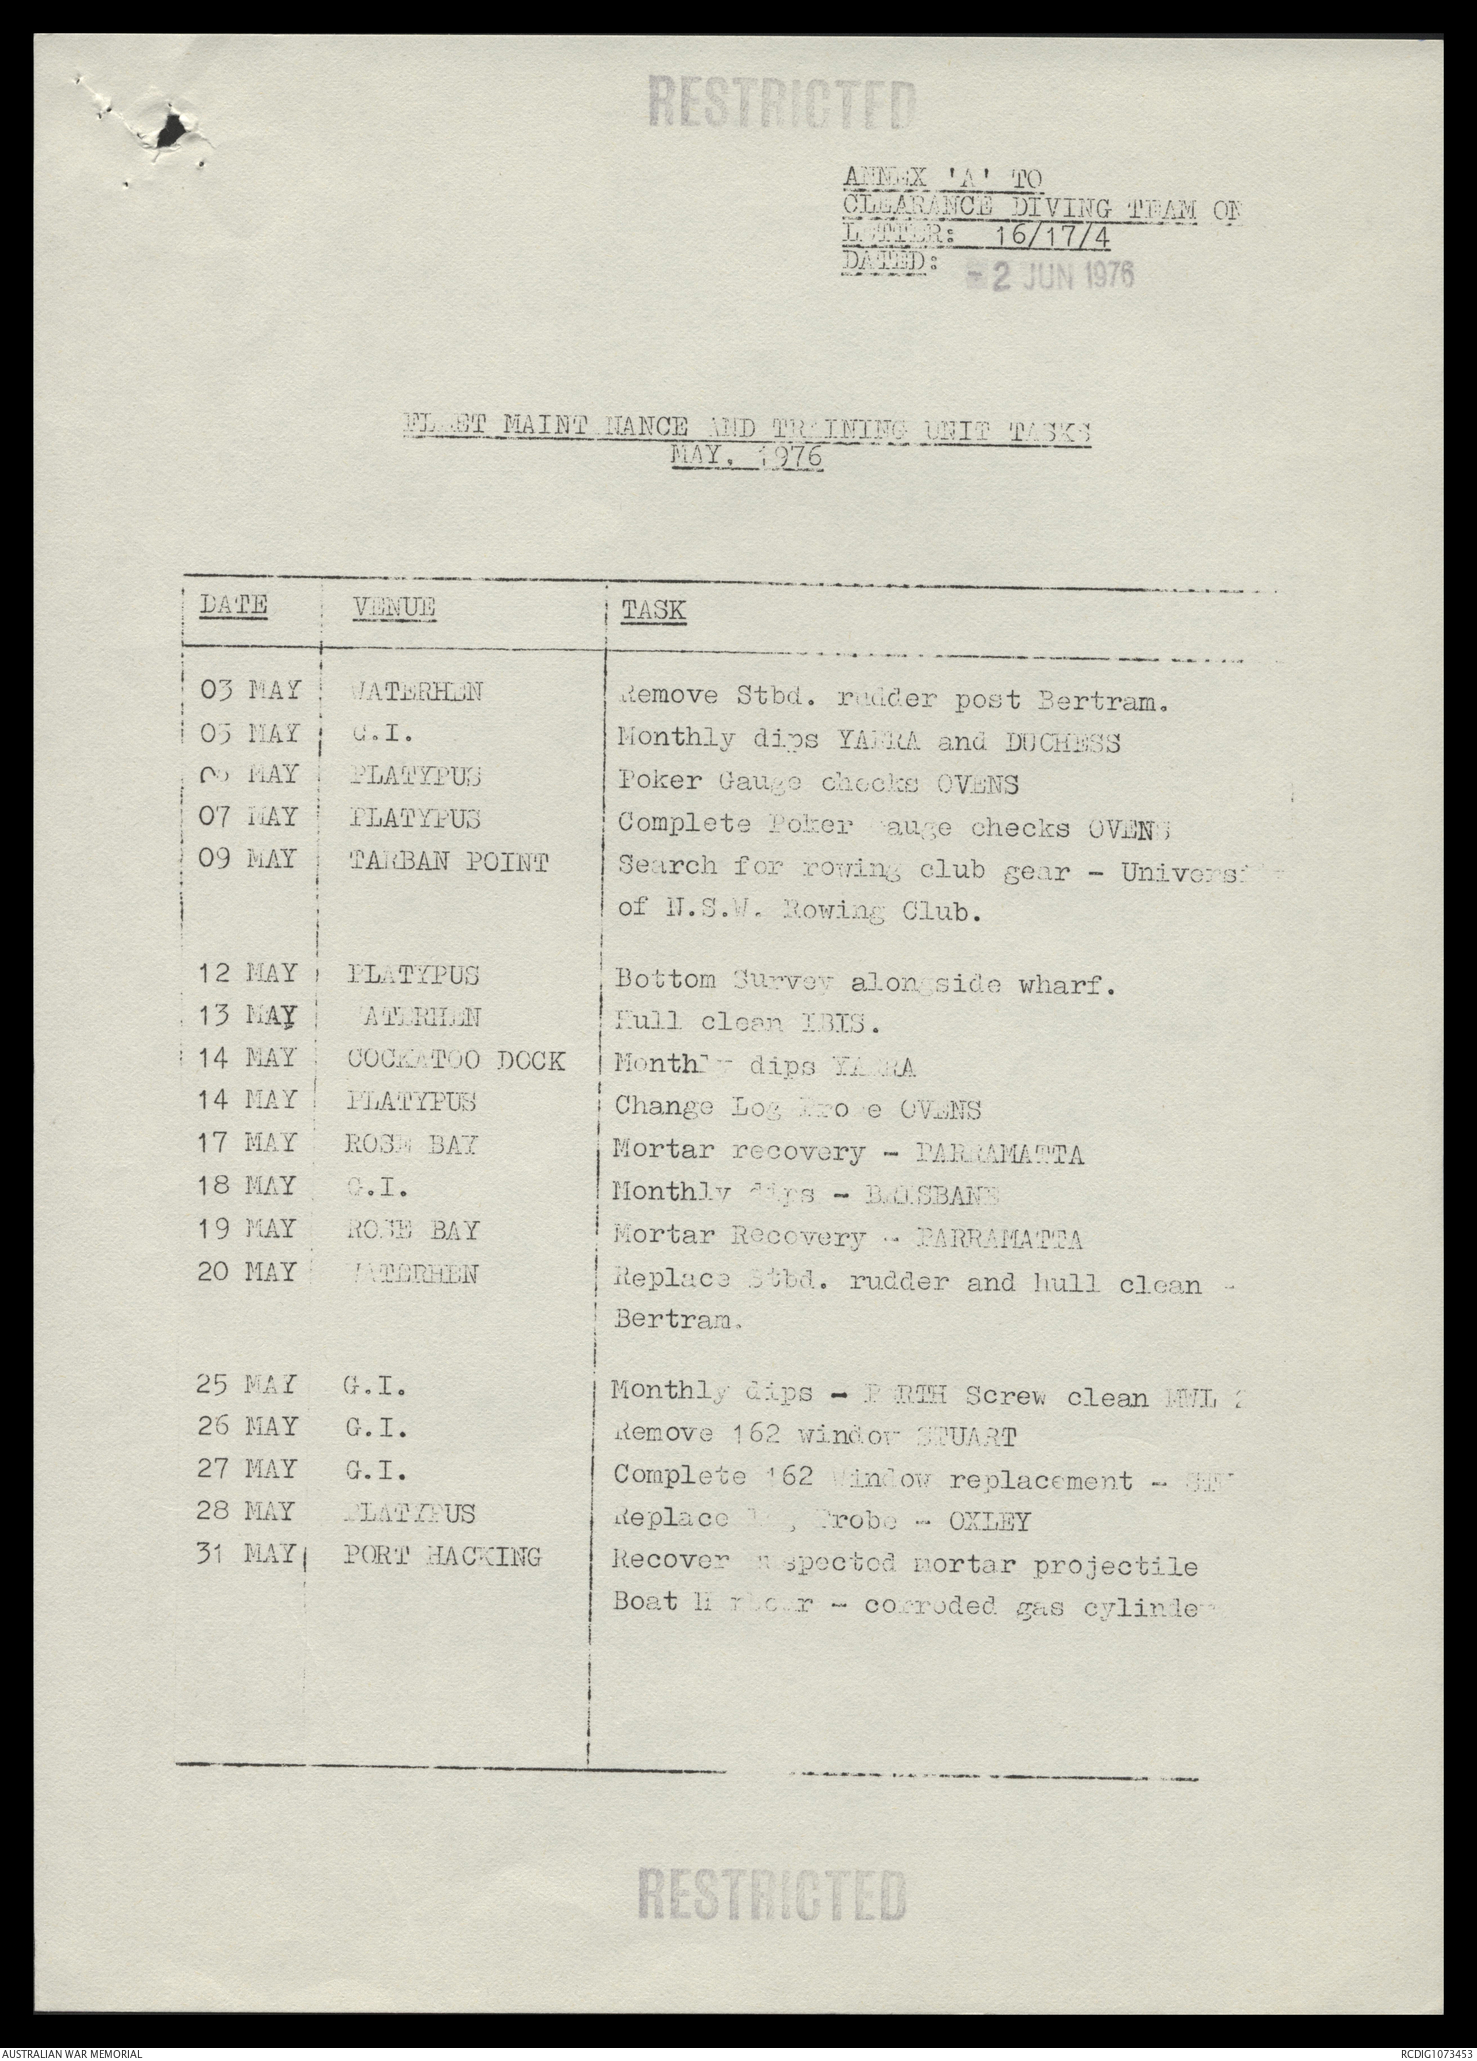 RESTRICTED
ANNEX 'A' TO
CLEARANCE DIVING TEAM ON
LETTER: 16/17/4
DATED: -2 JUN 1976
FLEET MAINTENANCE AND TRAINING UNIT TASKS
MAY, 1976
DATE VENUE TASK
03 MAY WATERHEN Remove Stbd. rudder post Bertram.
05 MAY G.I. Monthly dips YARRA and DUCHESS
MAY PLATYPUS Poker Gauge checks OVENS
07 MAY PLATYPUS Complete Poker Gauge checks OVENS
09 MAY TARBAN POINT Search for rowing club gear - University
of N.S.W. Rowing Club.
12 MAY PLATYPUS Bottom Survey alongside wharf.
13 MAY WATERHEN Hull clean IBIS.
14 MAY COCKATOO DOCK Monthly dips YARRA
14 MAY PLATYPUS Change Log Probe OVENS
17 MAY ROSE BAY Mortar recovery - PARRAMATTA
18 MAY G.I. Monthly dips - BRISBANE
19 MAY ROSE BAY Mortar Recovery - PARRAMATTA
20 MAY WATERHEN Replace Stbd. rudder and hull clean -
Bertram.
25 MAY G.I. Monthly dips - PERTH Screw clean MWL 2
26 MAY G.I. Remove 162 window STUART
27 MAY G.I. Complete 162 window replacement -
28 MAY PLATYPUS Replace Log Probe - OXLEY
31 MAY PORT HACKING Recover suspected mortar projectile
Boat Harbour - corroded gas cylinder
RESTRICTED
AUSTRALIAN WAR MEMORIAL
RCDIG1073453